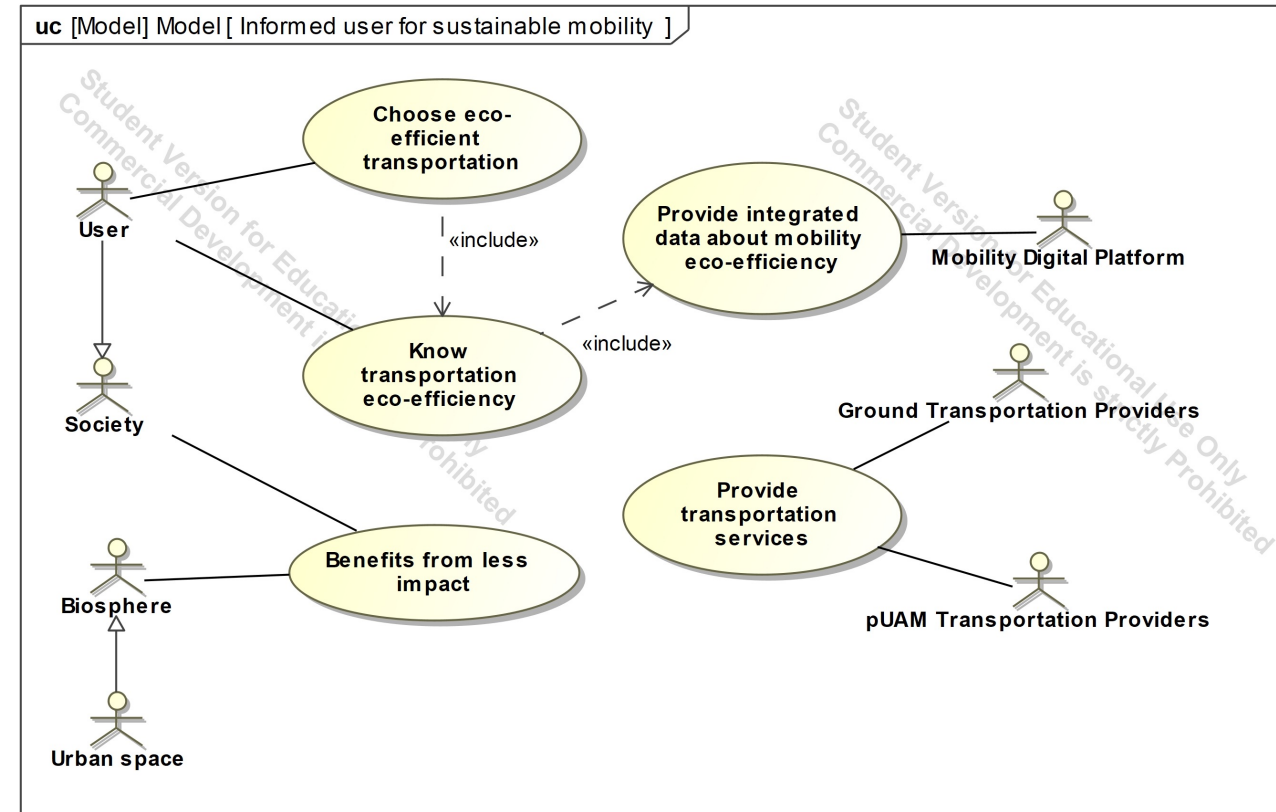 uc [Model] Model [ Informed user for sustainable mobility ]
Student Version for Educational Use Only
Commercial Development is strictly Prohibited
Choose eco-
efficient
transportation
User
«include»
Provide integrated
data about mobility
eco-efficiency
Mobility Digital Platform
Know
transportation
eco-efficiency
«include»
Society
Student Version for Educational Use Only
Commercial Development is strictly Prohibited
Ground Transportation Providers
Provide
transportation
services
Benefits from less
impact
Biosphere
pUAM Transportation Providers
Urban space